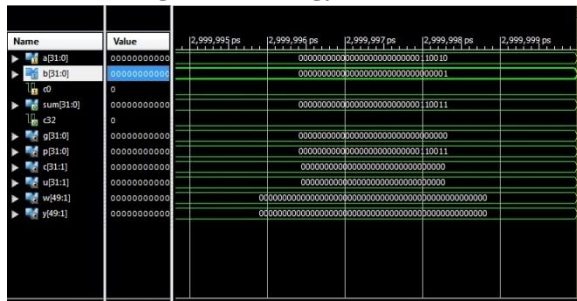 Name Value 2,999,995 ps 2,999,996 ps 2,999,997 ps 2,999,998 ps 2,999,999 ps
a[31:0] 00000000000 00000000000000000000000000110010
b[31:0] 00000000000 00000000000000000000000000000001
c0 0
sum[31:0] 00000000000 00000000000000000000000000110011
c32 0
g[31:0] 00000000000 00000000000000000000000000000000
p[31:0] 00000000000 00000000000000000000000000110011
c[31:1] 00000000000 0000000000000000000000000000000
u[31:1] 00000000000 0000000000000000000000000000000
w[49:1] 00000000000 0000000000000000000000000000000000000000000000000
y[49:1] 00000000000 0000000000000000000000000000000000000000000000000